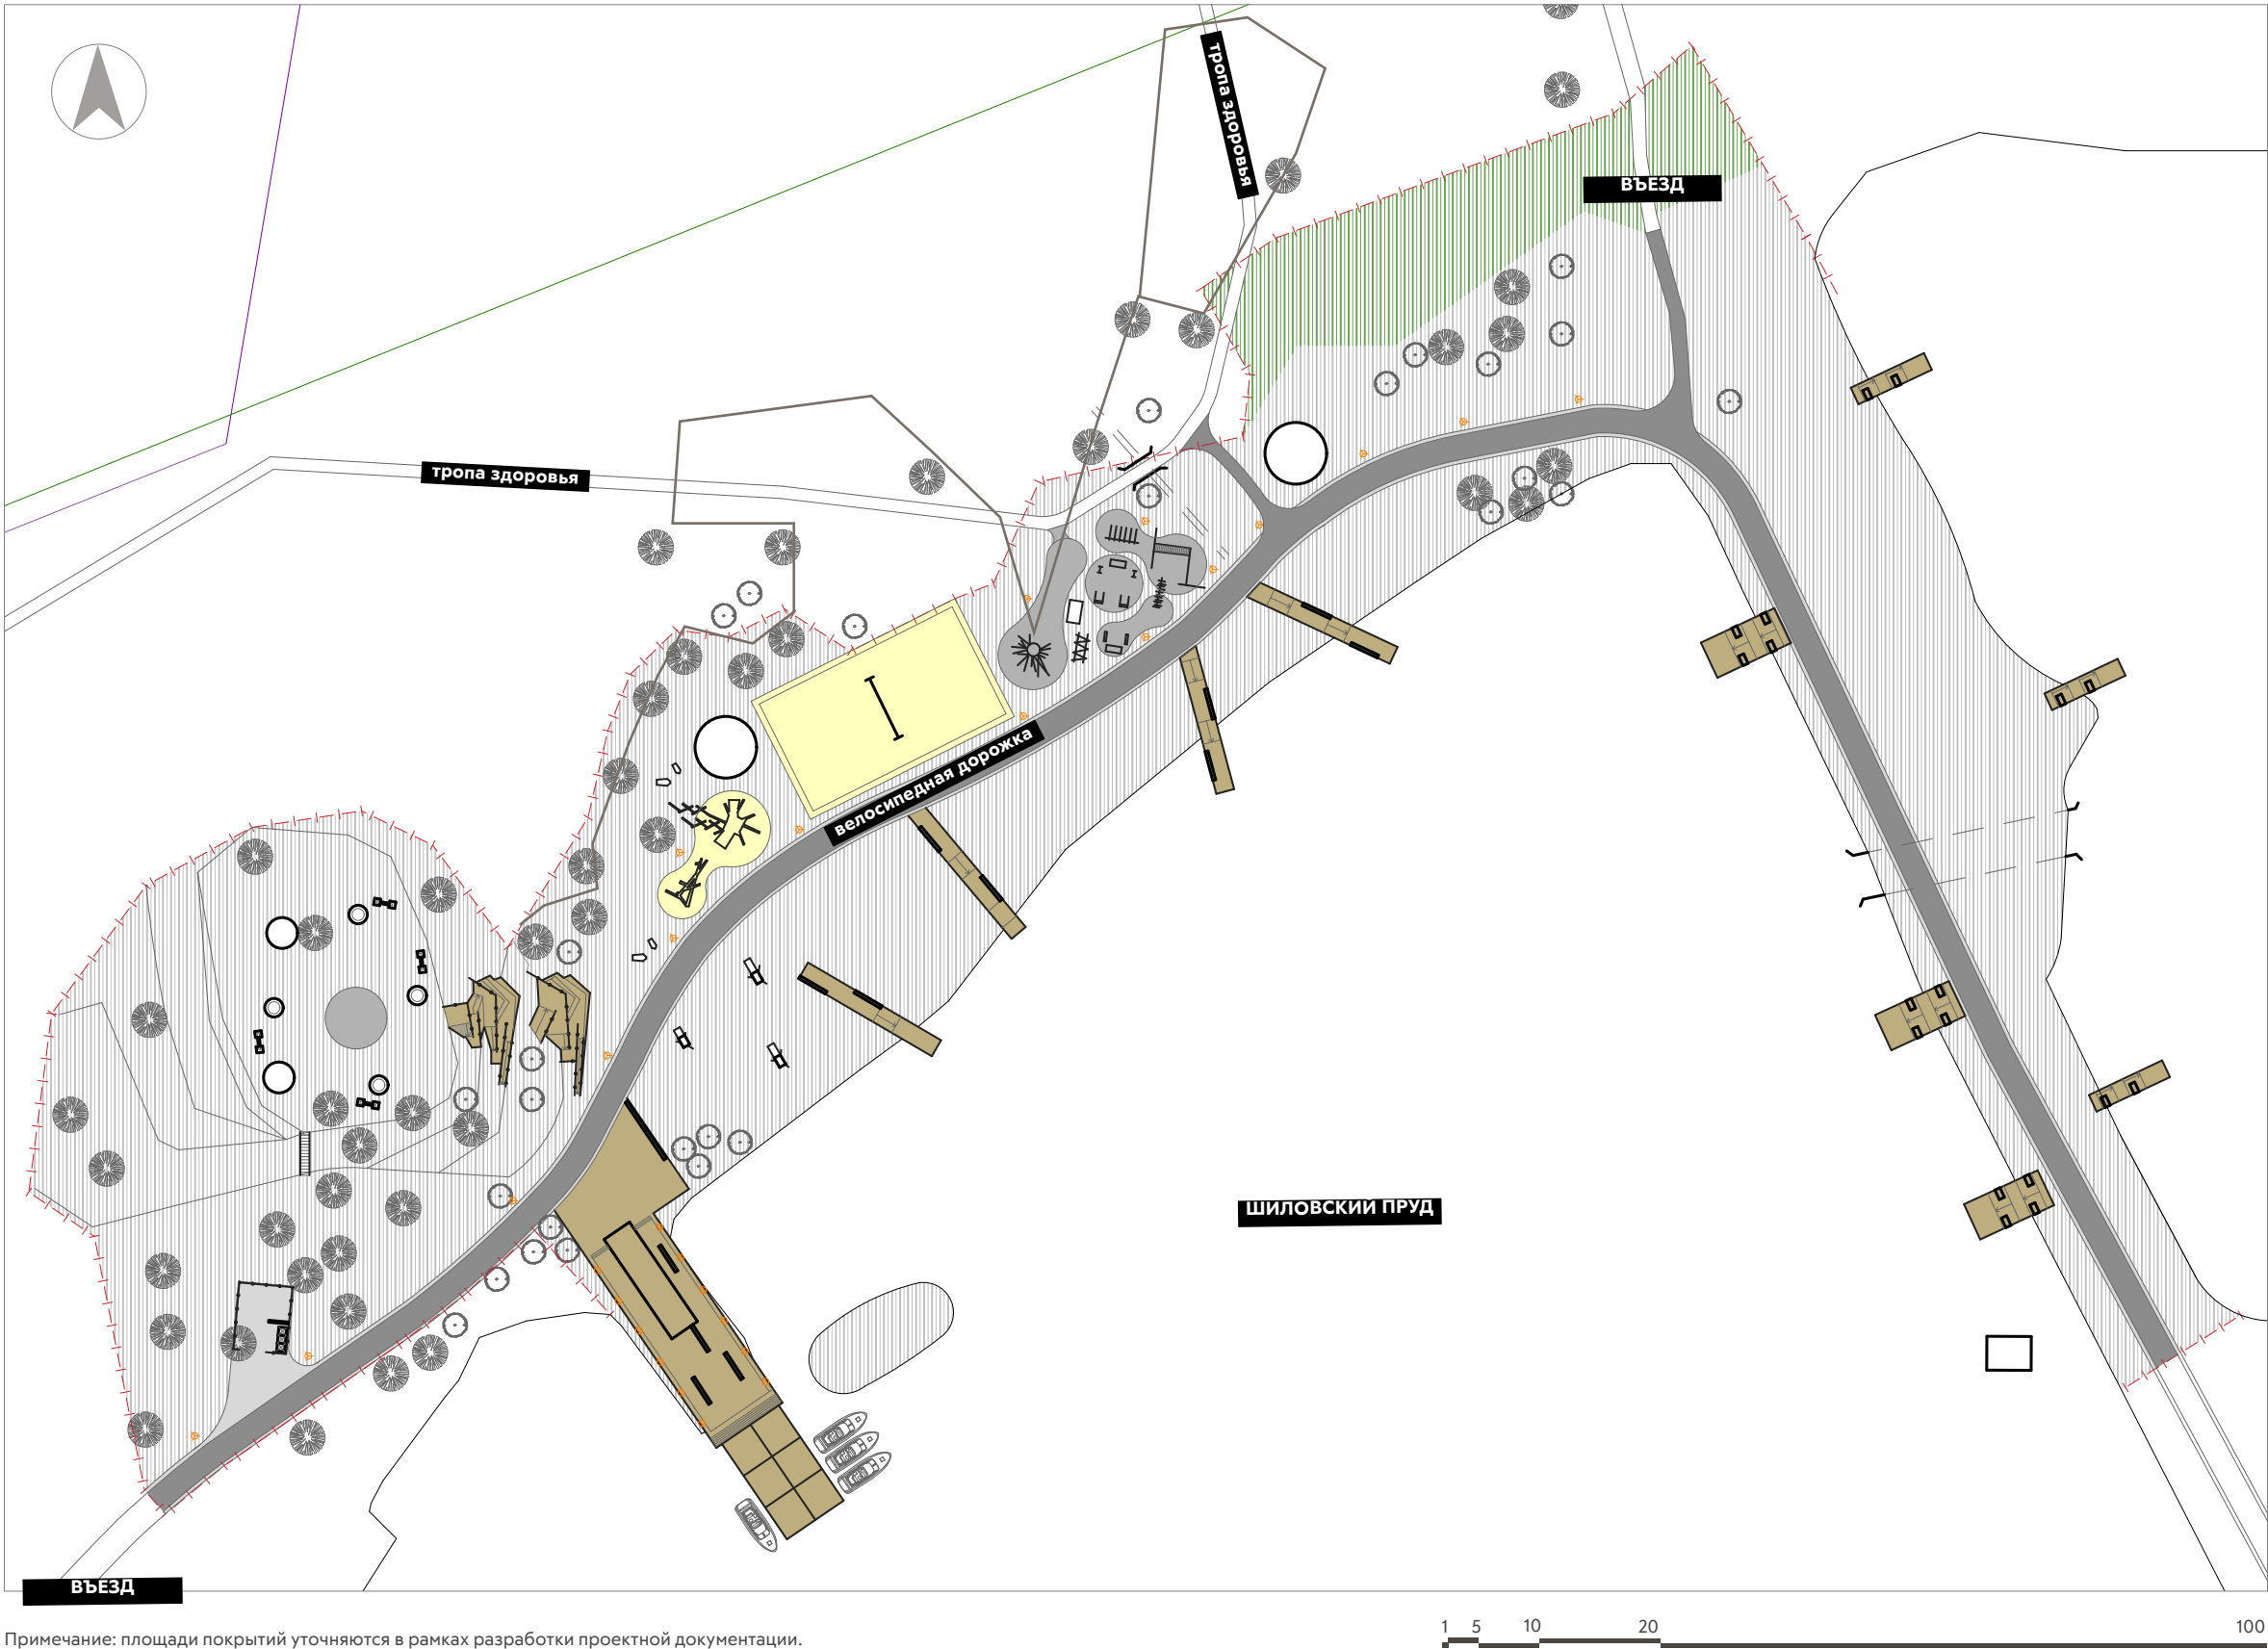 тропа здоровья
ВЪЕЗД
тропа здоровья
велосипедная дорожка
ШИЛОВСКИЙ ПРУД
ВЪЕЗД
Примечание: площади покрытий уточняются в рамках разработки проектной документации.
1 5 10 20 100